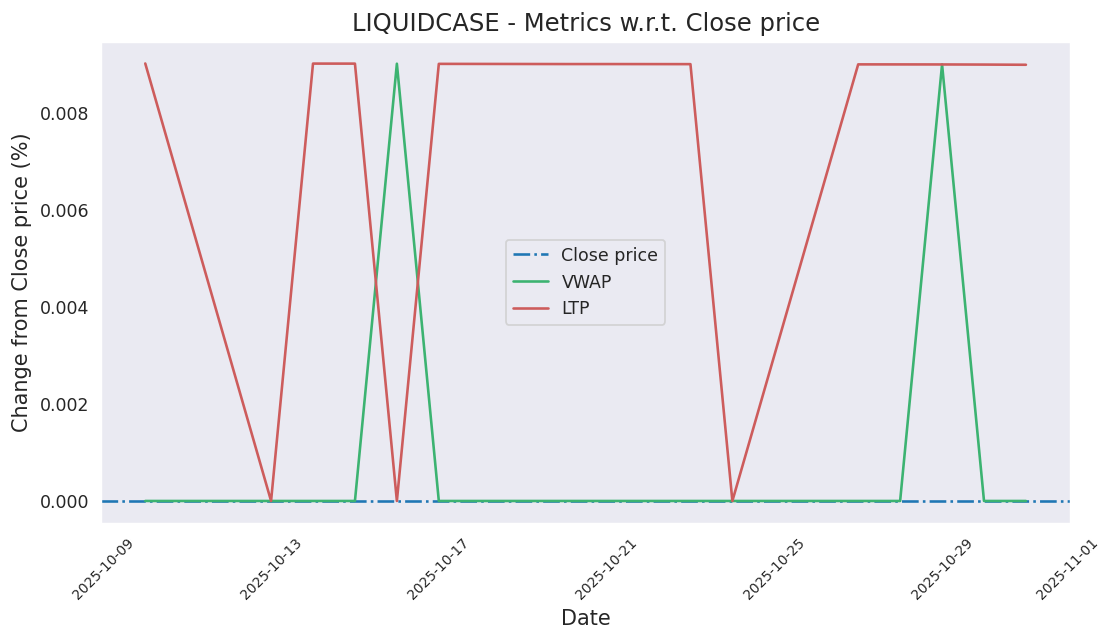 LIQUIDCASE - Metrics w.r.t. Close price
Change from Close price (%)
0.008
0.006
0.004
0.002
0.000
Close price
VWAP
LTP
2025-10-09
2025-10-13
2025-10-17
2025-10-21
2025-10-25
2025-10-29
2025-11-01
Date